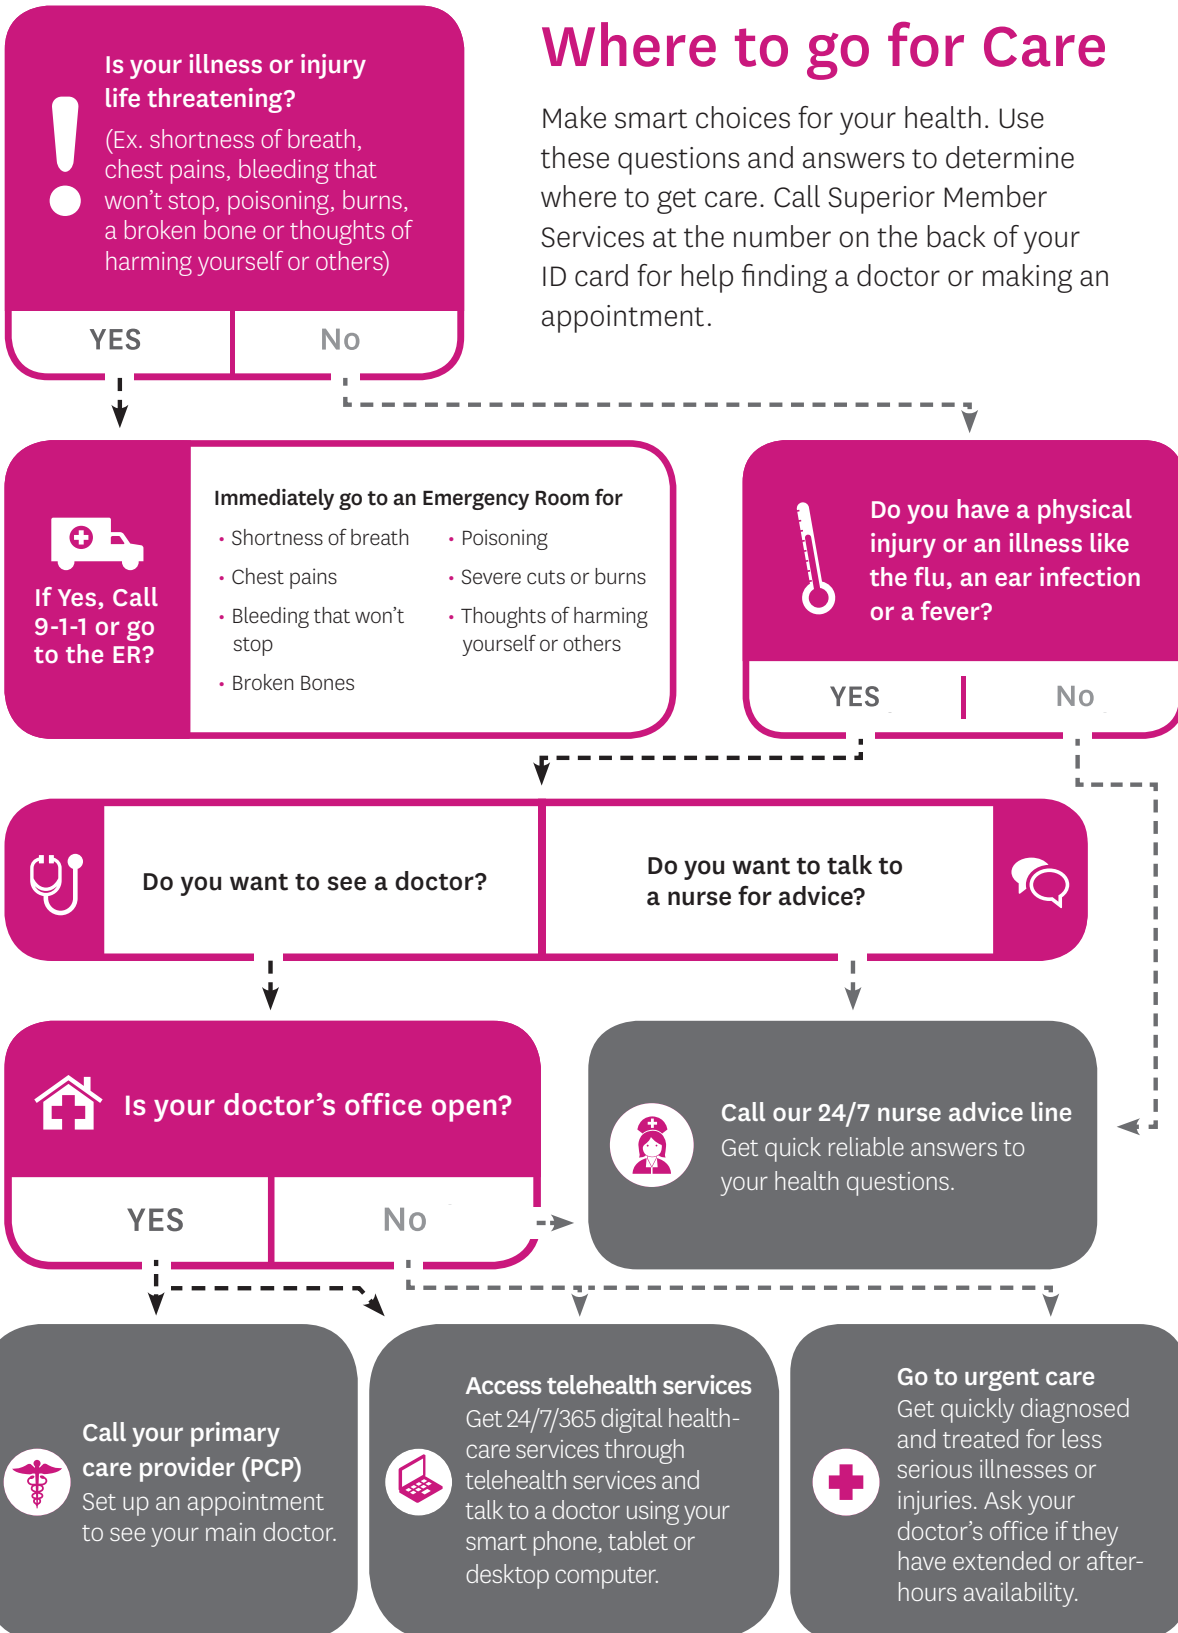 Where to go for Care
Make smart choices for your health. Use
these questions and answers to determine
where to get care. Call Superior Member
Services at the number on the back of your
ID card for help finding a doctor or making an
appointment.
Is your illness or injury
life threatening?
(Ex. shortness of breath,
chest pains, bleeding that
won't stop, poisoning, burns,
a broken bone or thoughts of
harming yourself or others)
YES
No
If Yes, Call
9-1-1 or go
to the ER?
Immediately go to an Emergency Room for
• Shortness of breath
• Chest pains
• Bleeding that won't
stop
• Broken Bones
• Poisoning
• Severe cuts or burns
• Thoughts of harming
yourself or others
Do you have a physical
injury or an illness like
the flu, an ear infection
or a fever?
YES
No
Do you want to see a doctor?
Do you want to talk to
a nurse for advice?
Is your doctor's office open?
YES
No
Call our 24/7 nurse advice line
Get quick reliable answers to
your health questions.
Call your primary
care provider (PCP)
Set up an appointment
to see your main doctor.
Access telehealth services
Get 24/7/365 digital health-
care services through
telehealth services and
talk to a doctor using your
smart phone, tablet or
desktop computer.
Go to urgent care
Get quickly diagnosed
and treated for less
serious illnesses or
injuries. Ask your
doctor's office if they
have extended or after-
hours availability.